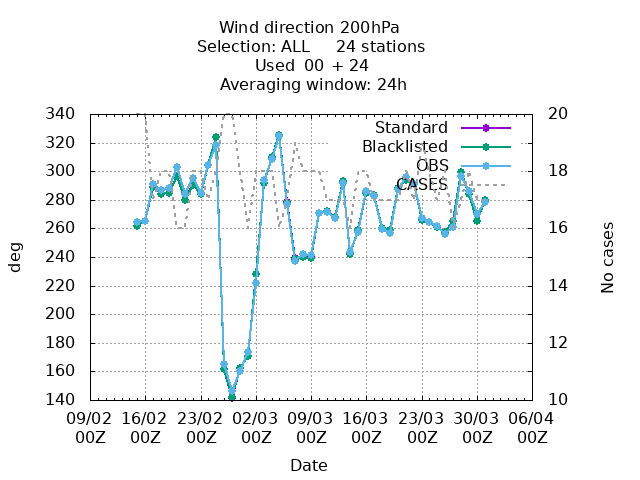 Wind direction 200hPa
Selection: ALL 24 stations
Used 00 + 24
Averaging window: 24h
340 20
320
300 18
280
260 16
240
220 14
200
180 12
160
140 10
Standard
Blacklisted
OBS
CASES
deg
No cases
09/02 16/02 23/02 02/03 09/03 16/03 23/03 30/03 06/04
00Z 00Z 00Z 00Z 00Z 00Z 00Z 00Z 00Z
Date